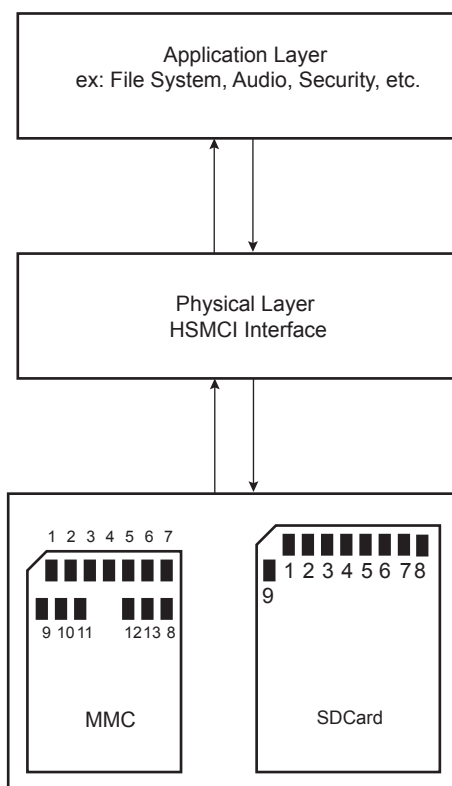 Application Layer
ex: File System, Audio, Security, etc.
Physical Layer
HSMCI Interface
1 2 3 4 5 6 7
9 10 11 12 13 8
MMC
1 2 3 4 5 6 7 8
9
SDCard